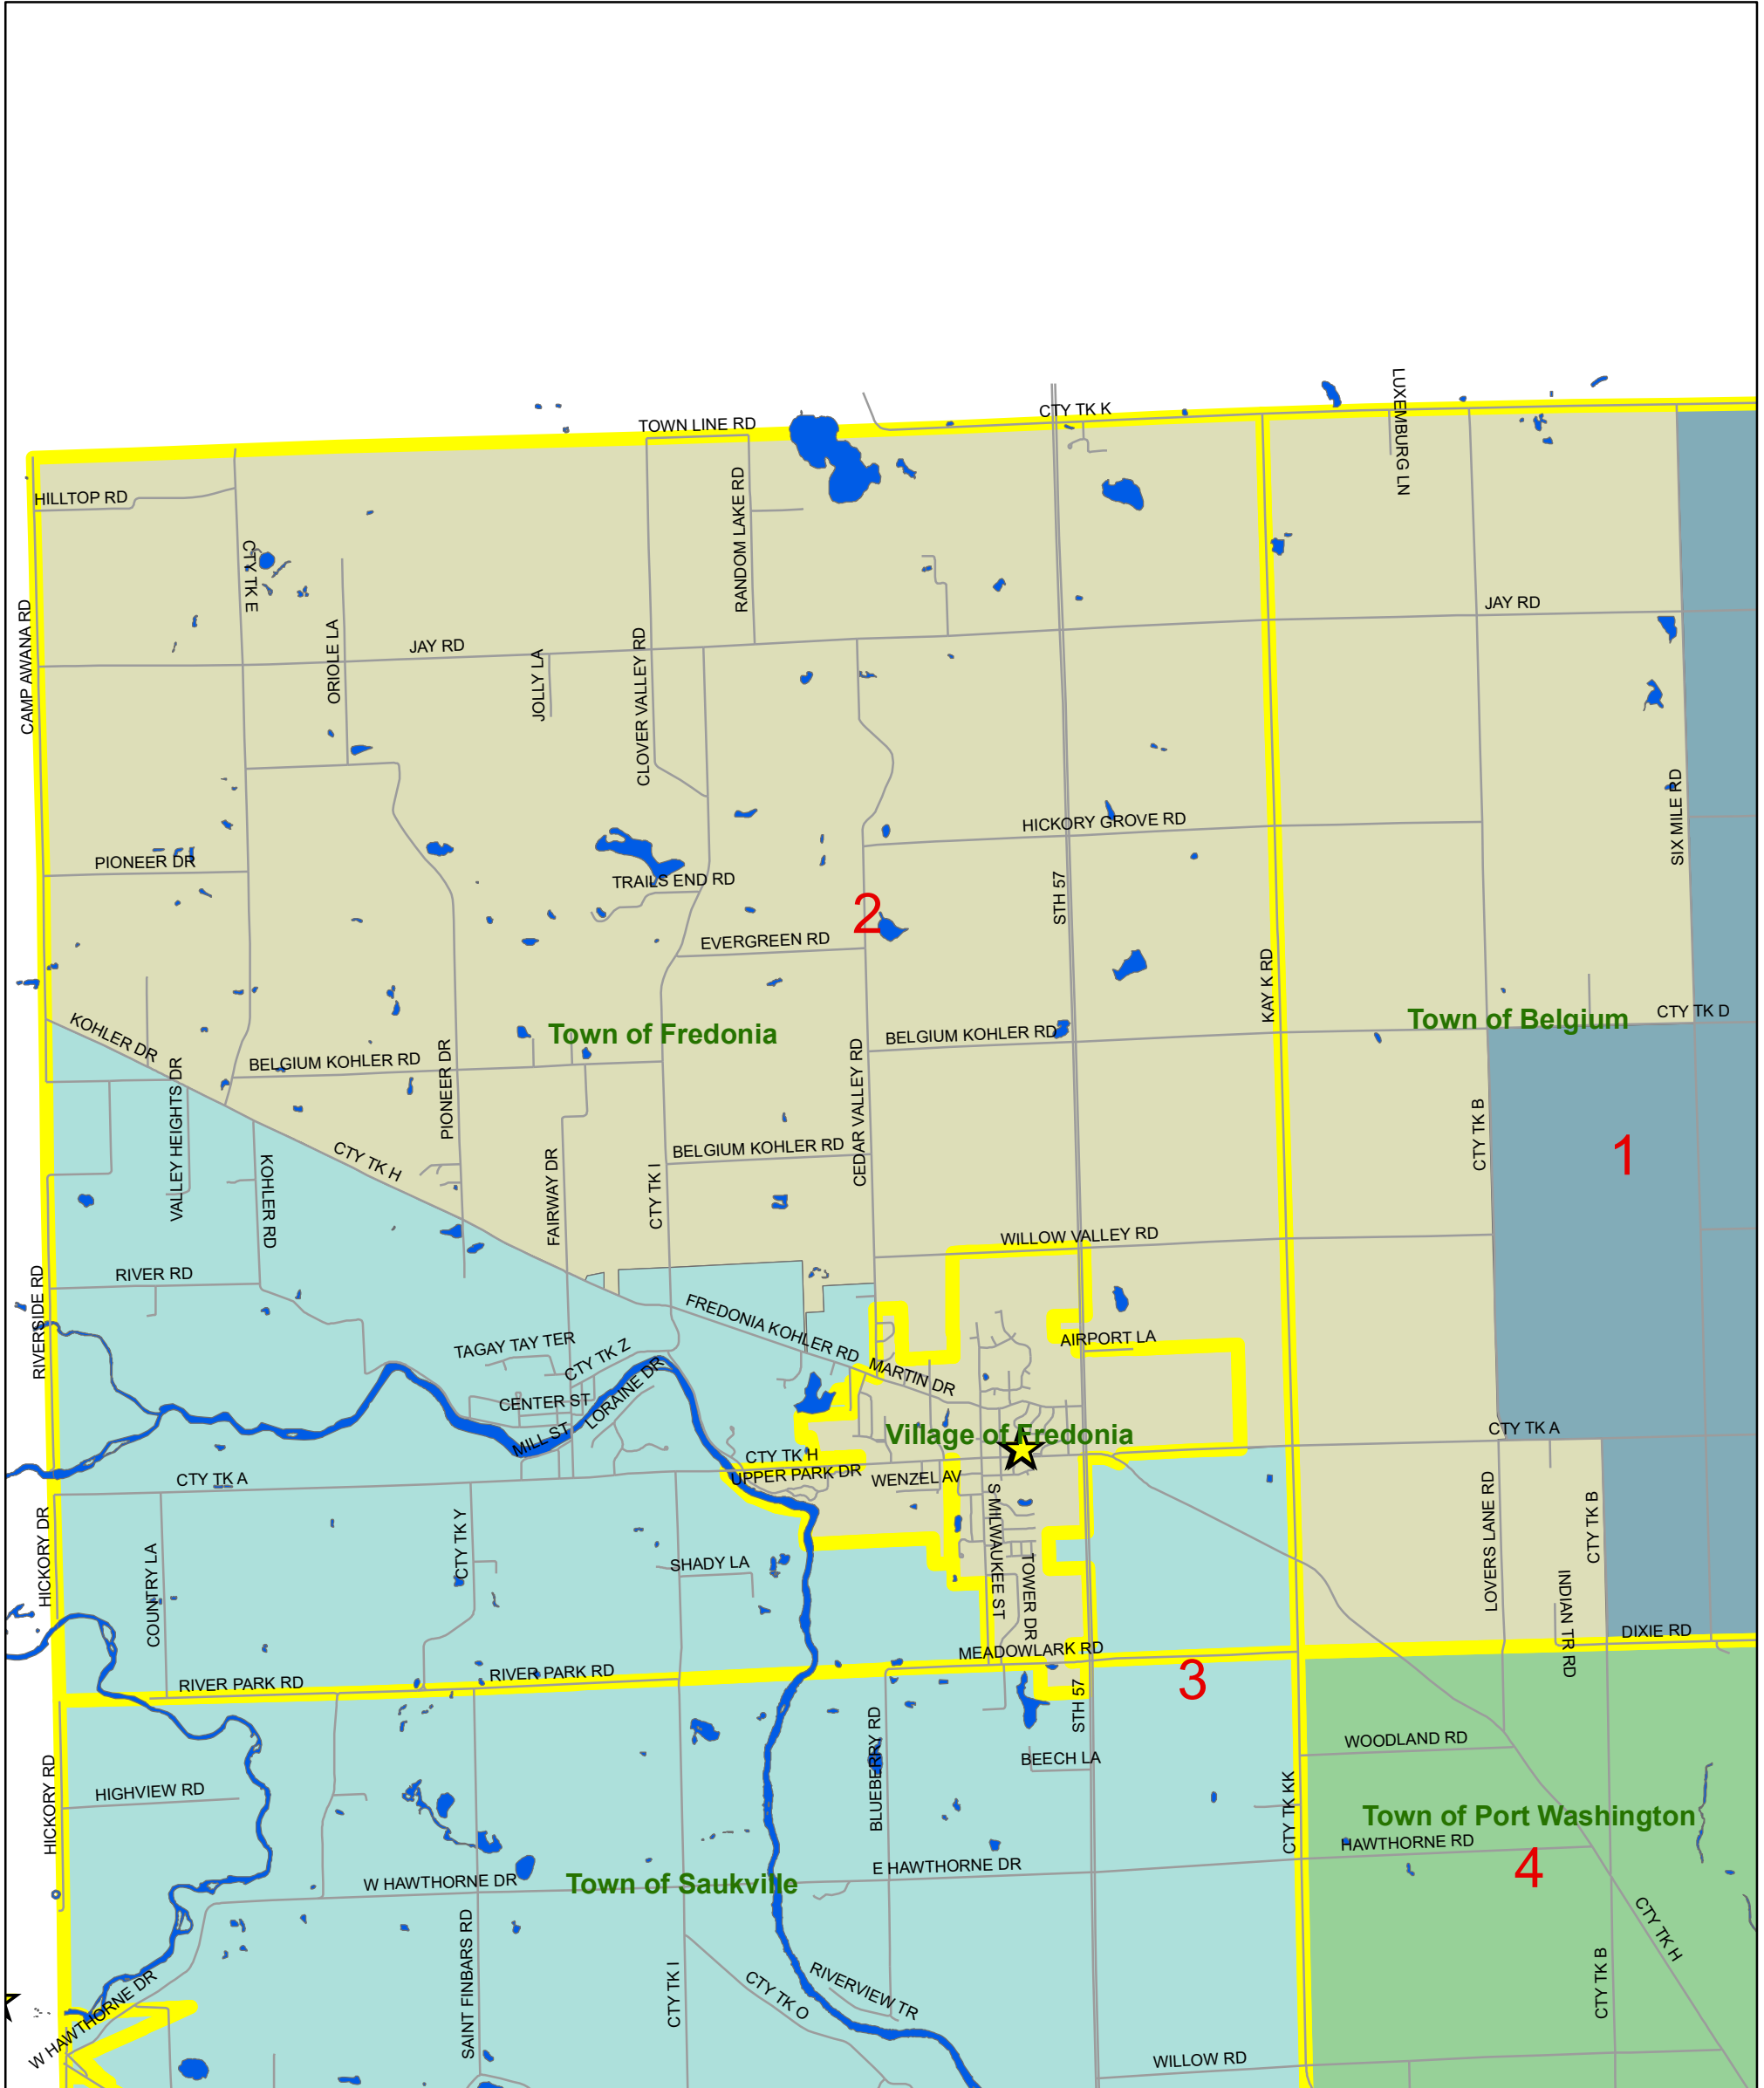 TOWN LINE RD
CTY TK K
LUXEMBURG LN
HILLTOP RD
RANDOM LAKE RD
CTY TK E
CAMP AWANA RD
ORIOLE LA
JAY RD
JAY RD
JOLLY LA
CLOVER VALLEY RD
SIX MILE RD
HICKORY GROVE RD
PIONEER DR
TRAILS END RD
STH 57
2
EVERGREEN RD
KAY K RD
KOHLER DR
Town of Fredonia
Town of Belgium
CTY TK D
BELGIUM KOHLER RD
BELGIUM KOHLER RD
VALLEY HEIGHTS DR
PIONEER DR
CEDAR VALLEY RD
CTY TK B
1
CTY TK H
BELGIUM KOHLER RD
KOHLER RD
FAIRWAY DR
CTY TK I
WILLOW VALLEY RD
RIVER RD
RIVERSIDE RD
FREDONIA KOHLER RD
TAGAY TAY TER
CTY TK Z
AIRPORT LA
MARTIN DR
LORAINE DR
CENTER ST
MILL ST
Village of Fredonia
CTY TK A
CTY TK H
UPPER PARK DR
WENZEL AV
CTY TK A
HICKORY DR
COUNTRY LA
CTY TK Y
SHADY LA
S MILWAUKEE ST
TOWER DR
LOVERS LANE RD
CTY TK B
INDIAN TR RD
DIXIE RD
MEADOWLARK RD
RIVER PARK RD
RIVER PARK RD
3
STH 57
BLUEBERRY RD
WOODLAND RD
BEECH LA
HICKORY RD
HIGHVIEW RD
CTY TK KK
Town of Port Washington
HAWTHORNE RD
4
E HAWTHORNE DR
W HAWTHORNE DR
Town of Saukville
CTY TK H
SAINT FINBARS RD
CTY TK I
CTY TK O
RIVERVIEW TR
CTY TK B
W HAWTHORNE DR
WILLOW RD